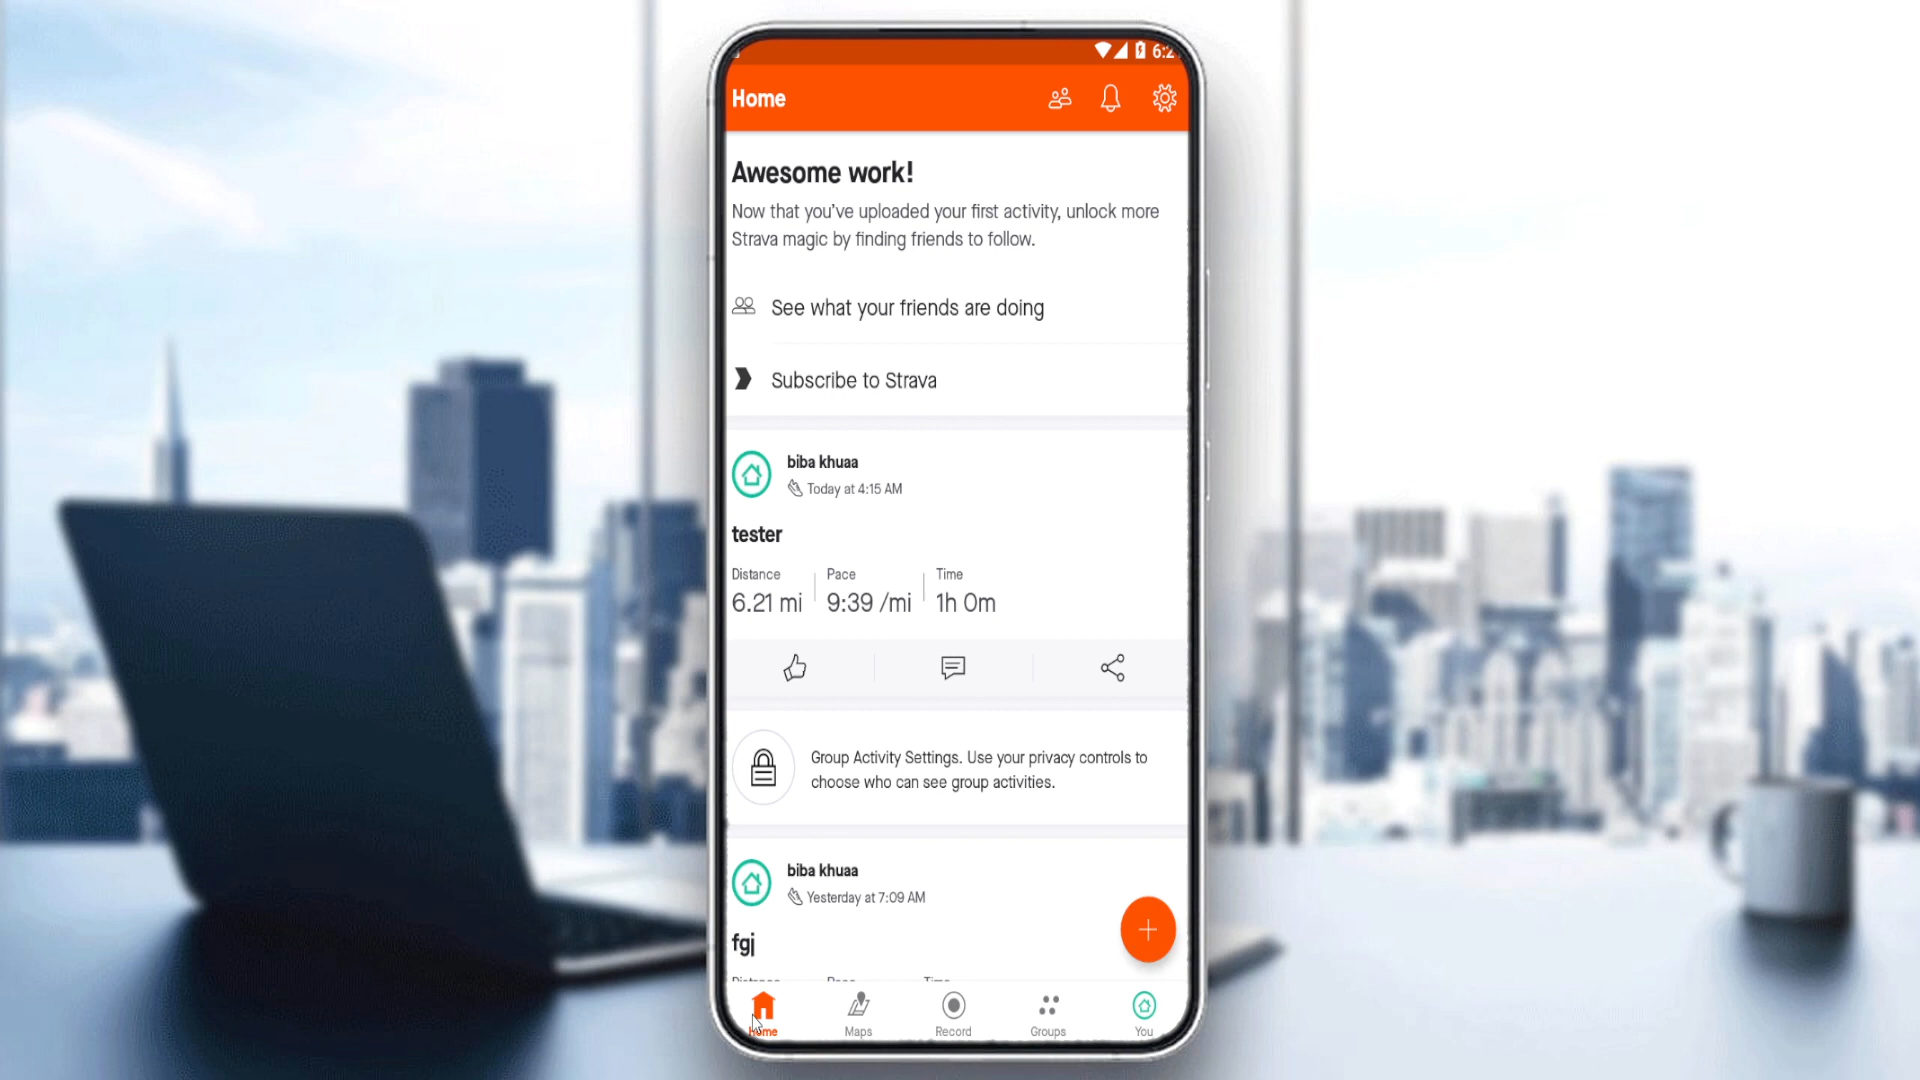 6:2
Home
Awesome work!
Now that you've uploaded your first activity, unlock more
Strava magic by finding friends to follow.
See what your friends are doing
Subscribe to Strava
biba khuaa
Today at 4:15 AM
tester
Distance Pace Time
6.21 mi 9:39 /mi 1h 0m
Group Activity Settings. Use your privacy controls to
choose who can see group activities.
biba khuaa
Yesterday at 7:09 AM
fgj
Distance Pace Time
Home Maps Record Groups You